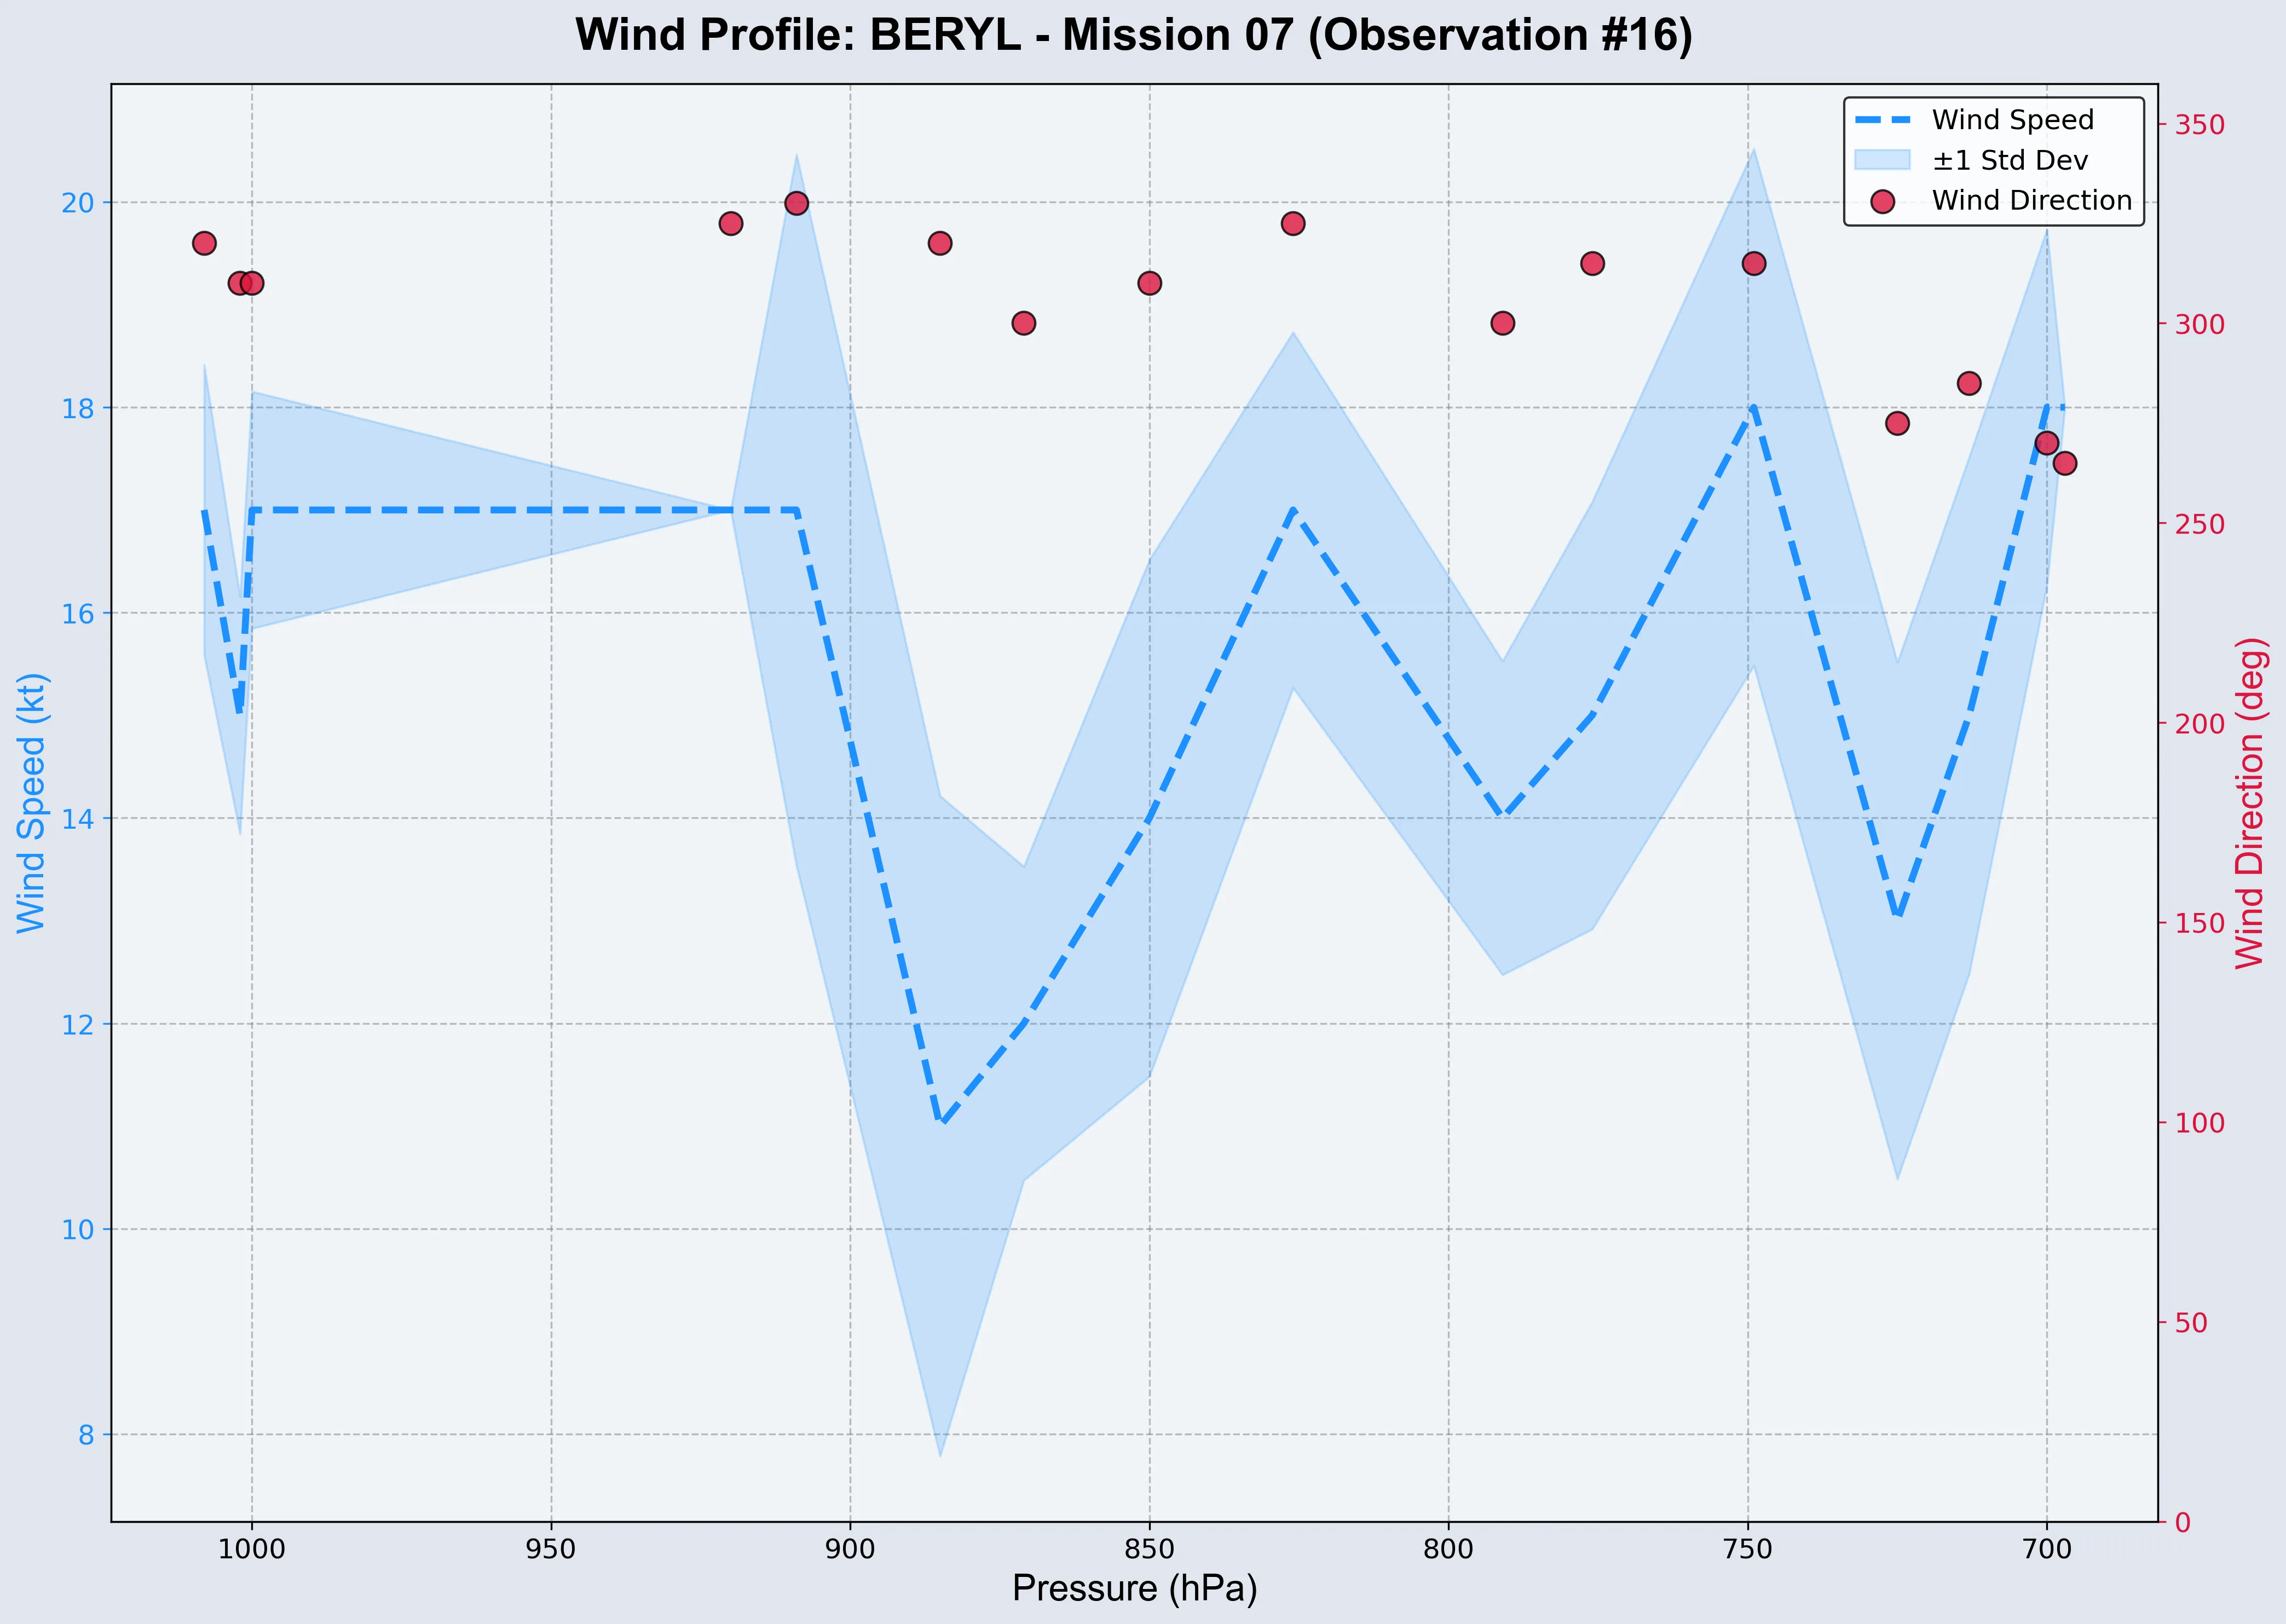 Wind Profile: BERYL - Mission 07 (Observation #16)
Wind Speed
±1 Std Dev
Wind Direction
Wind Speed (kt)
20
18
16
14
12
10
8
350
300
250
200
150
100
50
0
Wind Direction (deg)
1000 950 900 850 800 750 700
Pressure (hPa)